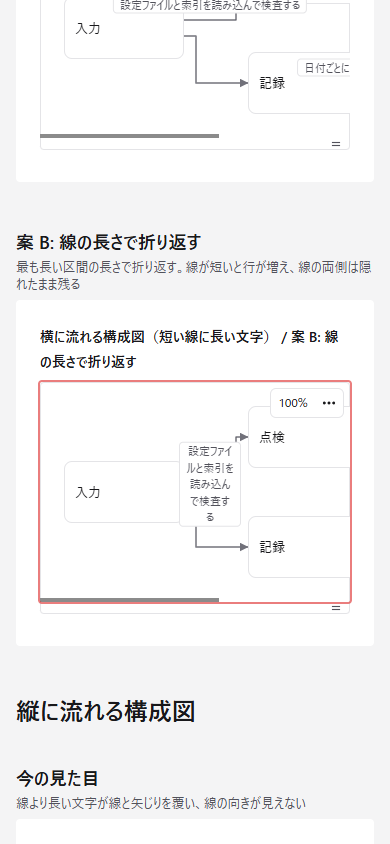 設定ファイルと索引を読み込んで検査する
入力
記録
日付ごとに
案 B: 線の長さで折り返す
最も長い区間の長さで折り返す。線が短いと行が増え、線の両側は隠
れたまま残る
横に流れる構成図（短い線に長い文字） / 案 B: 線
の長さで折り返す
100%
点検
設定ファイ
ルと索引を
読み込ん
で検査す
る
入力
記録
縦に流れる構成図
今の見た目
線より長い文字が線と矢じりを覆い、線の向きが見えない